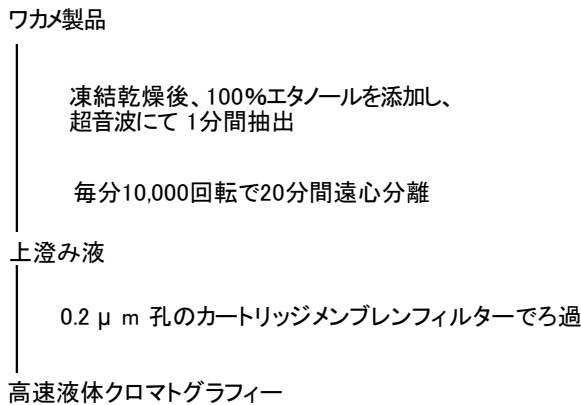 ワカメ製品
凍結乾燥後、100%エタノールを添加し、
超音波にて 1分間抽出
毎分10,000回転で20分間遠心分離
上澄み液
0.2 μ m 孔のカートリッジメンブレンフィルターでろ過
高速液体クロマトグラフィー